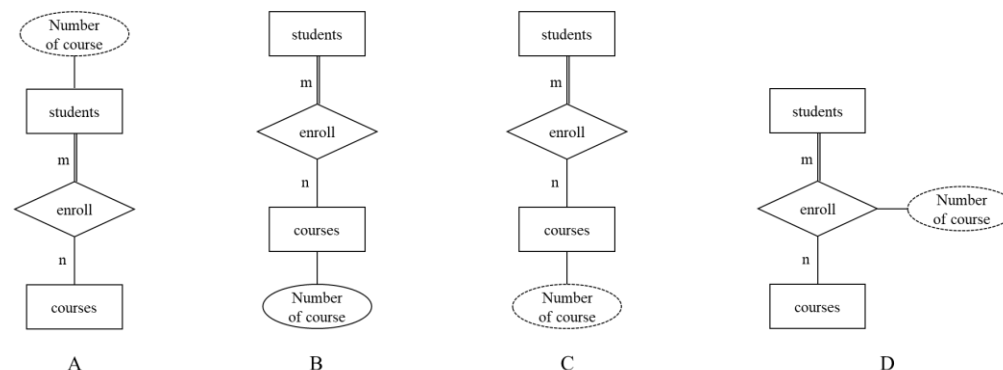 Number
of course
students
m
enroll
n
courses
A
students
m
enroll
n
courses
Number
of course
B
students
m
enroll
n
courses
Number
of course
C
students
m
enroll
Number
of course
n
courses
D